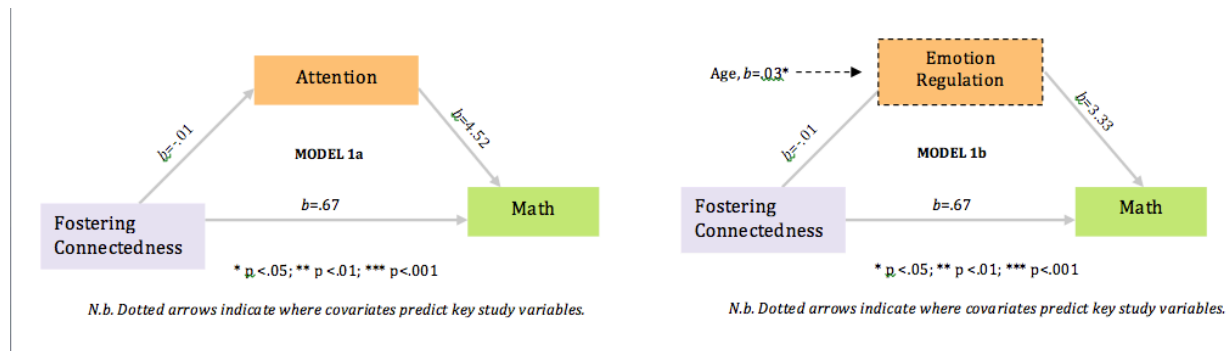 Attention
b=-.01
b=4.52
MODEL 1a
b=.67
Fostering
Connectedness
Math
* p <.05; ** p <.01; *** p<.001
N.b. Dotted arrows indicate where covariates predict key study variables.
Age, b=.03*
Emotion
Regulation
b=-.01
b=3.33
MODEL 1b
b=.67
Fostering
Connectedness
Math
* p <.05; ** p <.01; *** p<.001
N.b. Dotted arrows indicate where covariates predict key study variables.